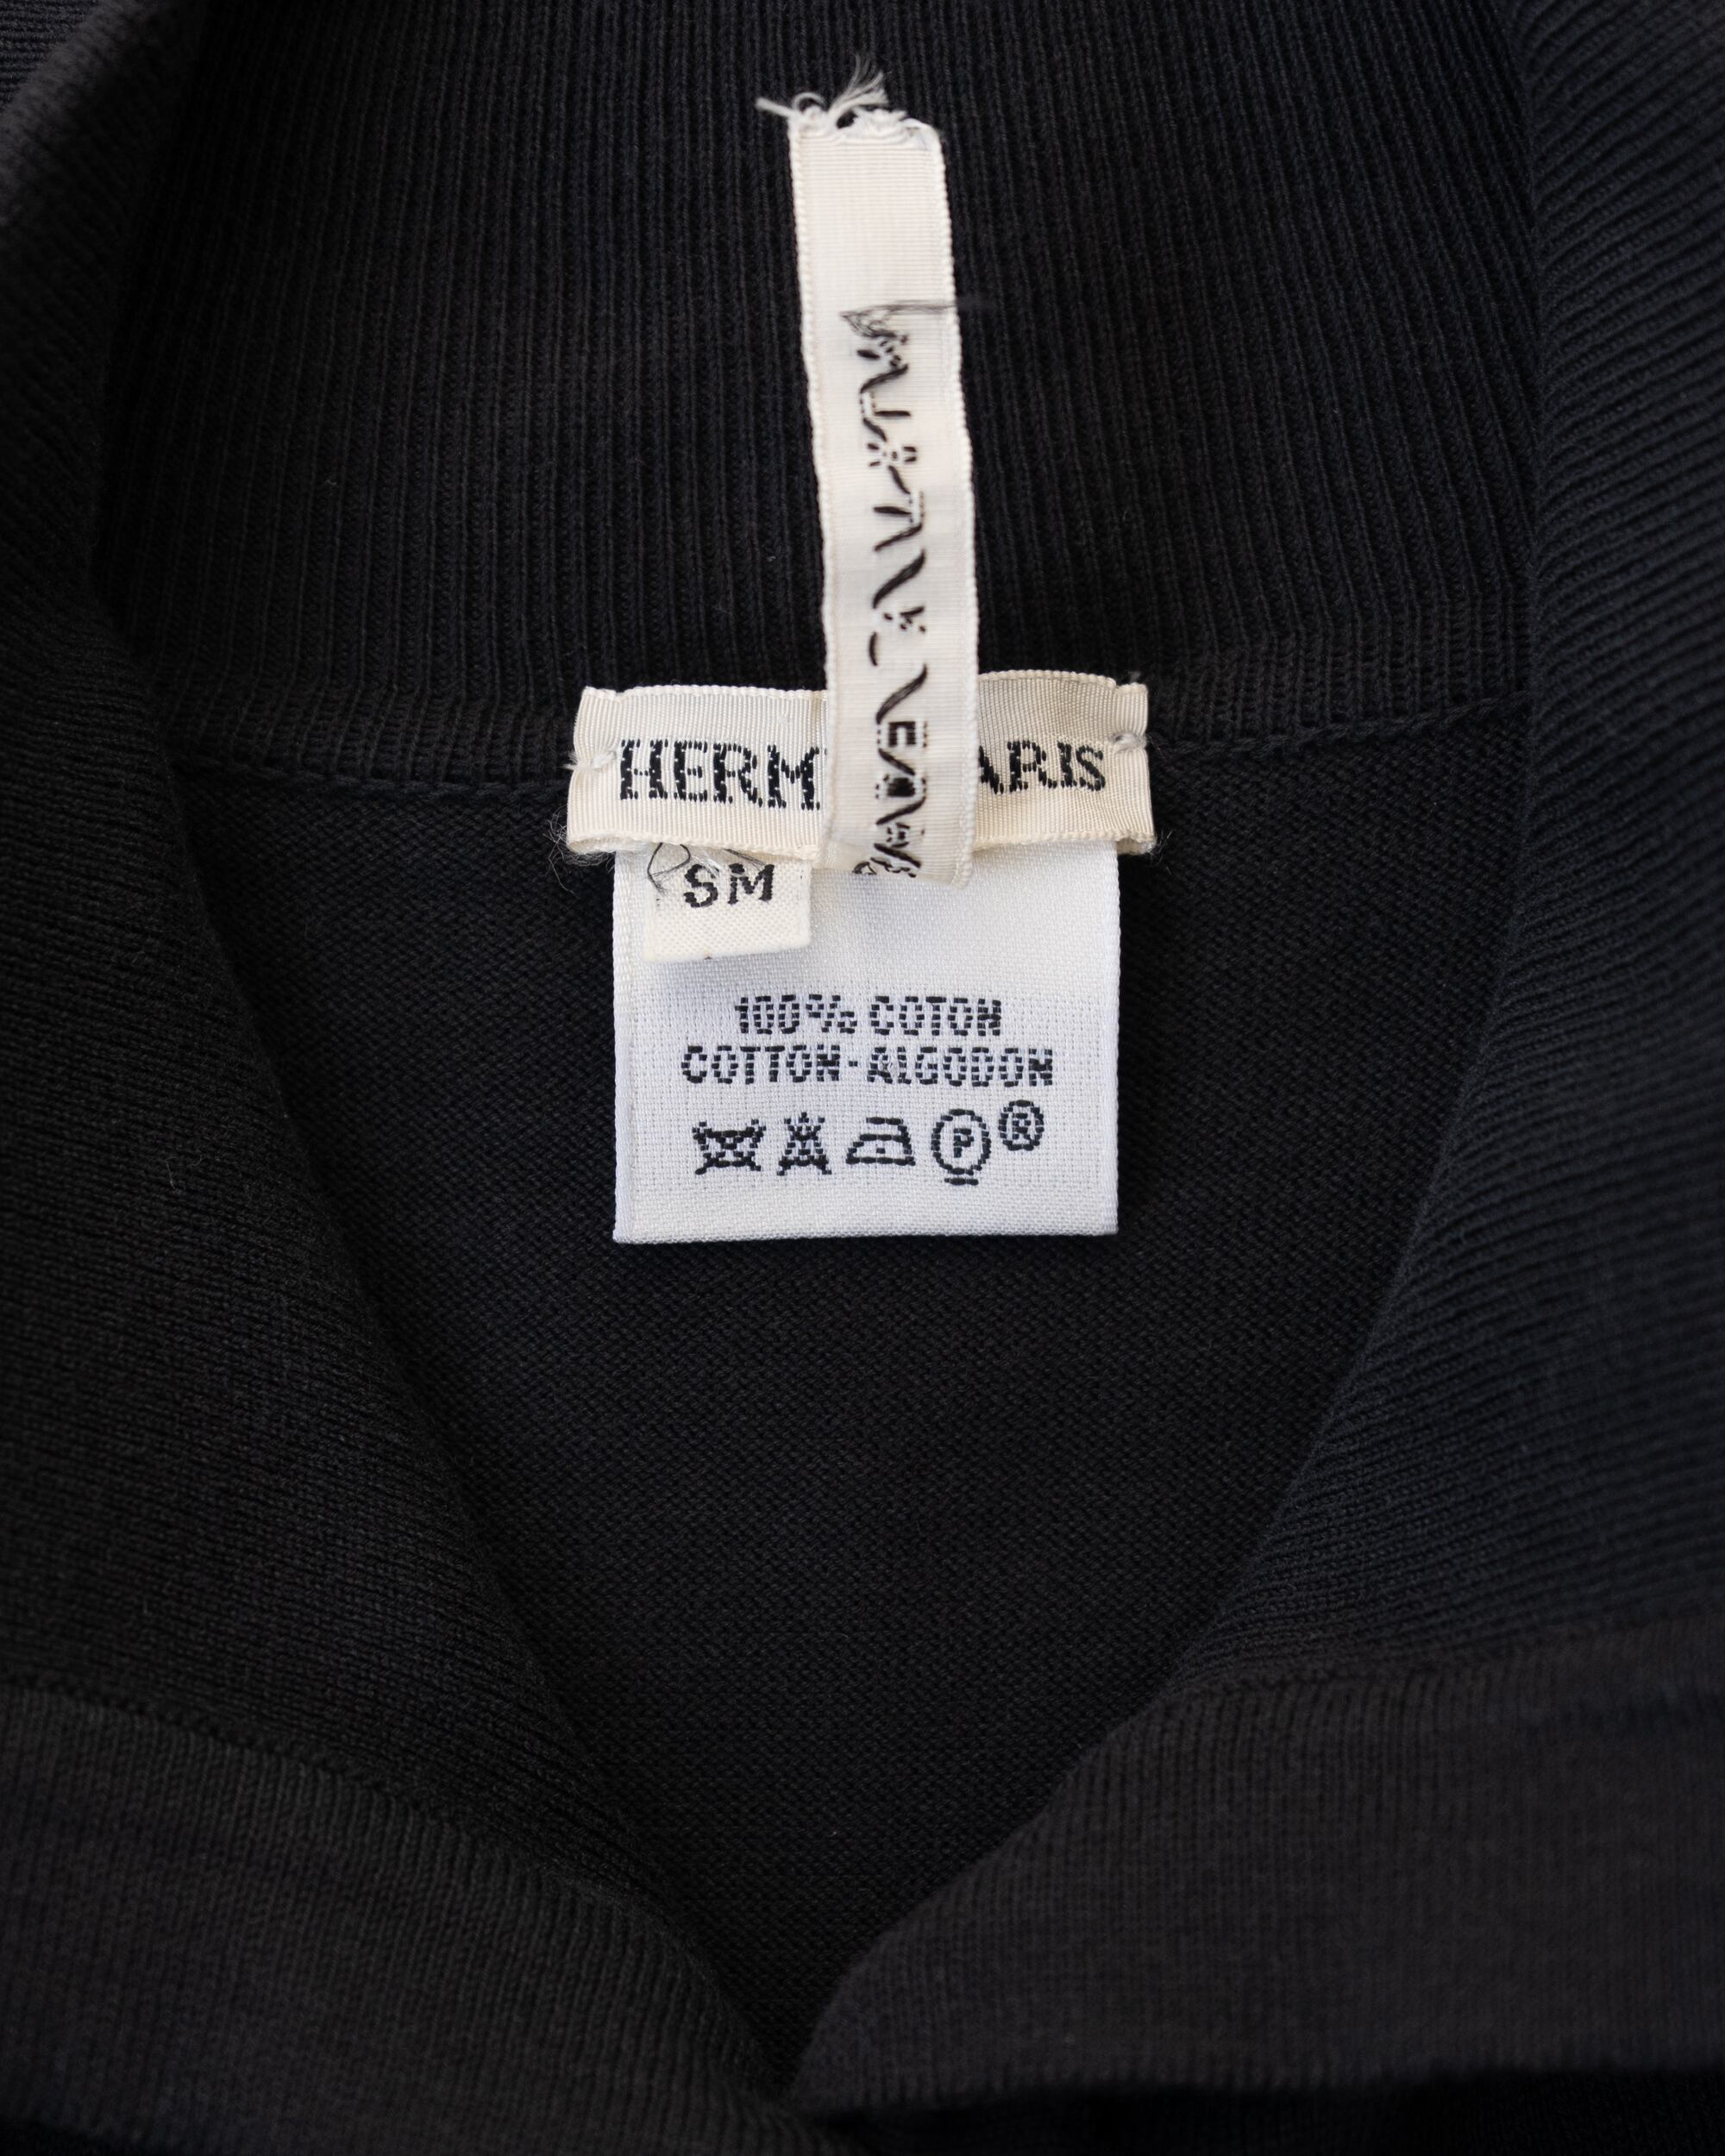 HERM ARIS
SM
100% COTON
COTTON-ALGODON
P ®